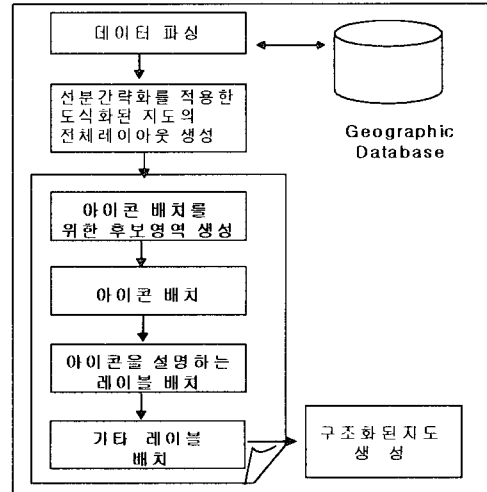 데이터 파싱
선분간략화를 적용한
도식화된 지도의
전체레이아웃 생성
Geographic
Database
아이콘 배치를
위한 후보영역 생성
아이콘 배치
아이콘을 설명하는
레이블 배치
기타 레이블
배치
구조화된지도
생 성